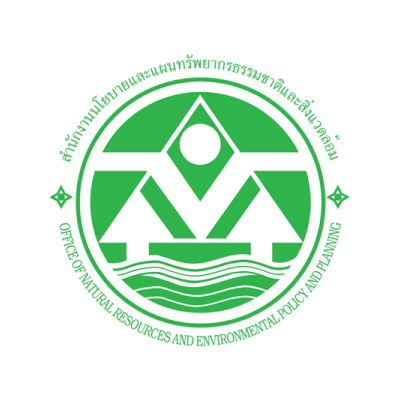 สำนักงานนโยบายและแผนทรัพยากรธรรมชาติและสิ่งแวดล้อม
OFFICE OF NATURAL RESOURCES AND ENVIRONMENTAL POLICY AND PLANNING